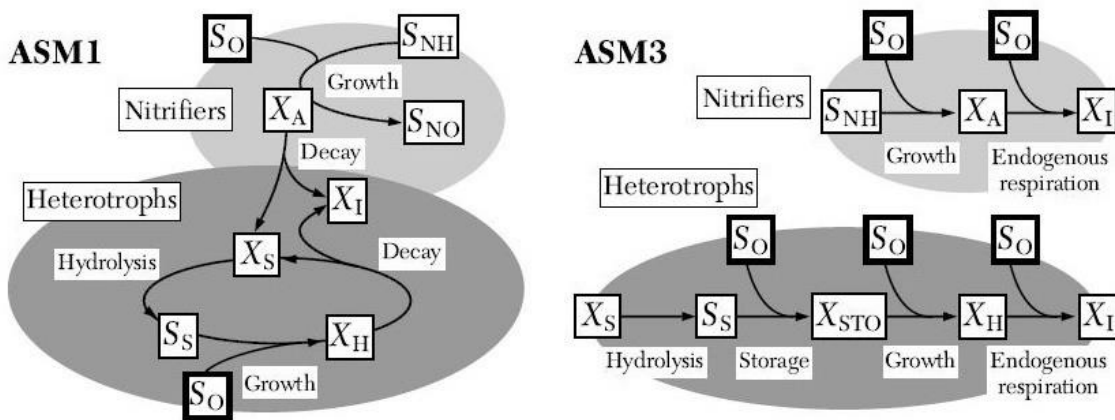 ASM1
S_O
S_NH
Growth
Nitrifiers
X_A
S_NO
Decay
Heterotrophs
X_I
X_S
Decay
Hydrolysis
S_S
X_H
Growth
S_O
ASM3
S_O
S_O
Nitrifiers
S_NH
X_A
X_I
Growth
Endogenous
respiration
Heterotrophs
S_O
S_O
S_O
X_S
S_S
X_STO
X_H
X_I
Hydrolysis
Storage
Growth
Endogenous
respiration